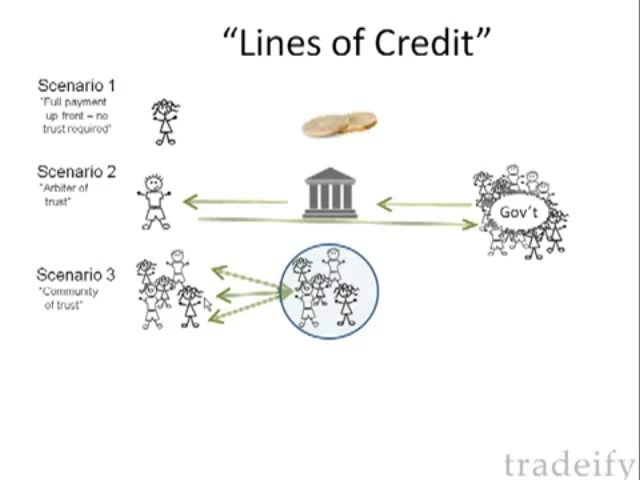 “Lines of Credit”
Scenario 1
"Full payment
up front – no
trust required"
Scenario 2
"Arbiter of
trust"
Gov't
Scenario 3
"Community
of trust"
tradeify